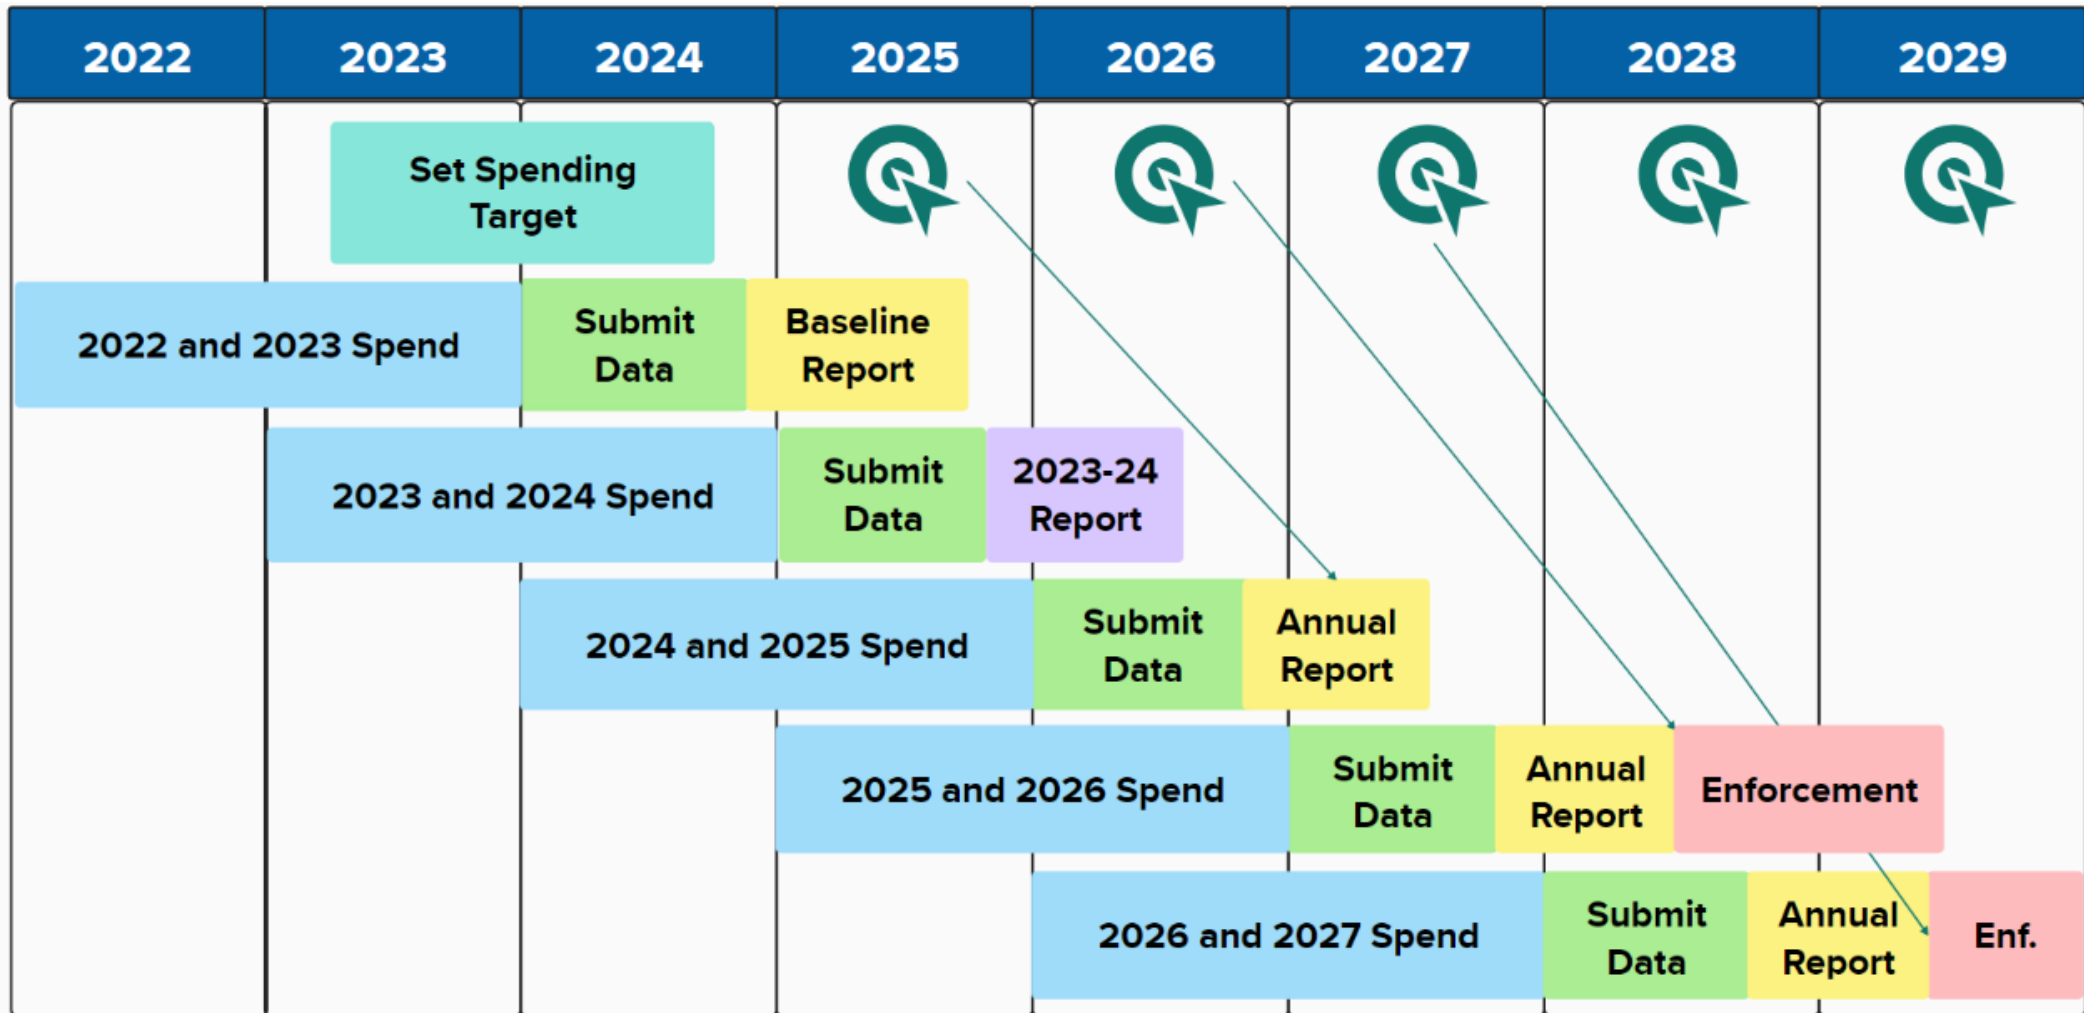 2022 2023 2024 2025 2026 2027 2028 2029
Set Spending
Target
2022 and 2023 Spend
Submit
Data
Baseline
Report
2023 and 2024 Spend
Submit
Data
2023-24
Report
2024 and 2025 Spend
Submit
Data
Annual
Report
2025 and 2026 Spend
Submit
Data
Annual
Report
Enforcement
2026 and 2027 Spend
Submit
Data
Annual
Report
Enf.